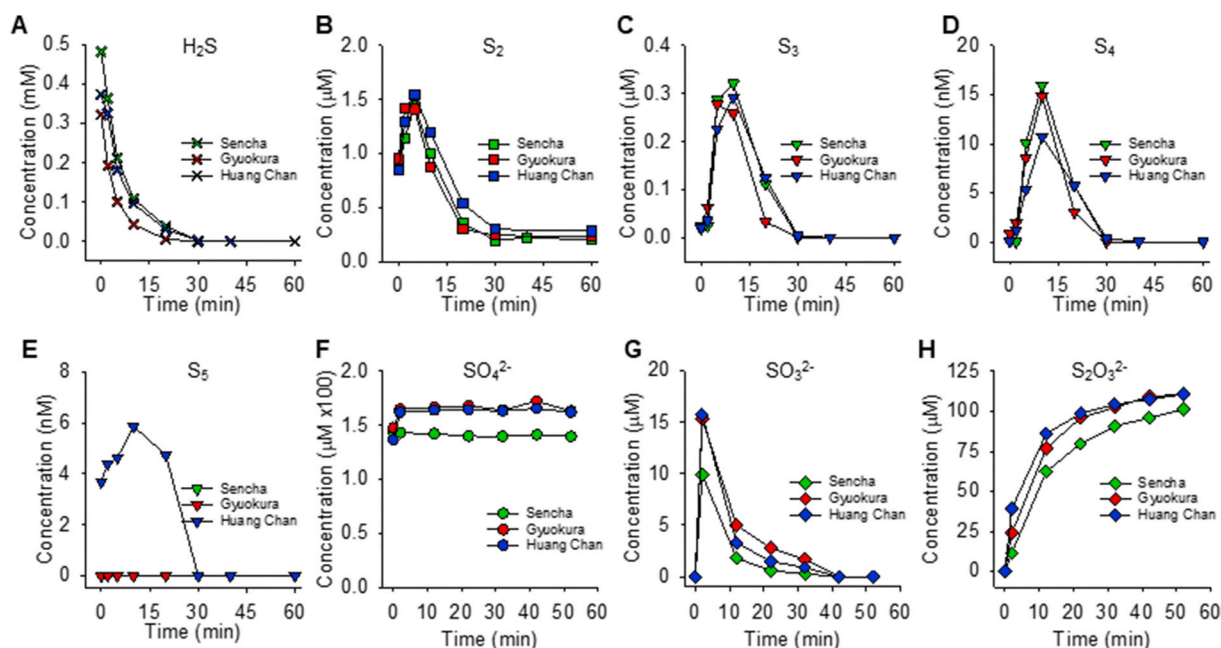 A
H₂S
Concentration (mM)
0.5
0.4
0.3
0.2
0.1
0.0
Sencha
Gyuokura
Huang Chan
0 15 30 45 60
Time (min)
B
S₂
Concentration (μM)
2.0
1.5
1.0
0.5
0.0
Sencha
Gyuokura
Huang Chan
0 15 30 45 60
Time (min)
C
S₃
Concentration (μM)
0.4
0.3
0.2
0.1
0.0
Sencha
Gyuokura
Huang Chan
0 15 30 45 60
Time (min)
D
S₄
Concentration (nM)
20
15
10
5
0
Sencha
Gyuokura
Huang Chan
0 15 30 45 60
Time (min)
E
S₅
Concentration (nM)
8
6
4
2
0
Sencha
Gyuokura
Huang Chan
0 15 30 45 60
Time (min)
F
SO₄²⁻
Concentration (μM x100)
2.0
1.5
1.0
0.5
0.0
Sencha
Gyuokura
Huang Chan
0 10 20 30 40 50 60
Time (min)
G
SO₃²⁻
Concentration (μM)
20
15
10
5
0
Sencha
Gyuokura
Huang Chan
0 10 20 30 40 50 60
Time (min)
H
S₂O₃²⁻
Concentration (μM)
125
100
75
50
25
0
Sencha
Gyuokura
Huang Chan
0 10 20 30 40 50 60
Time (min)